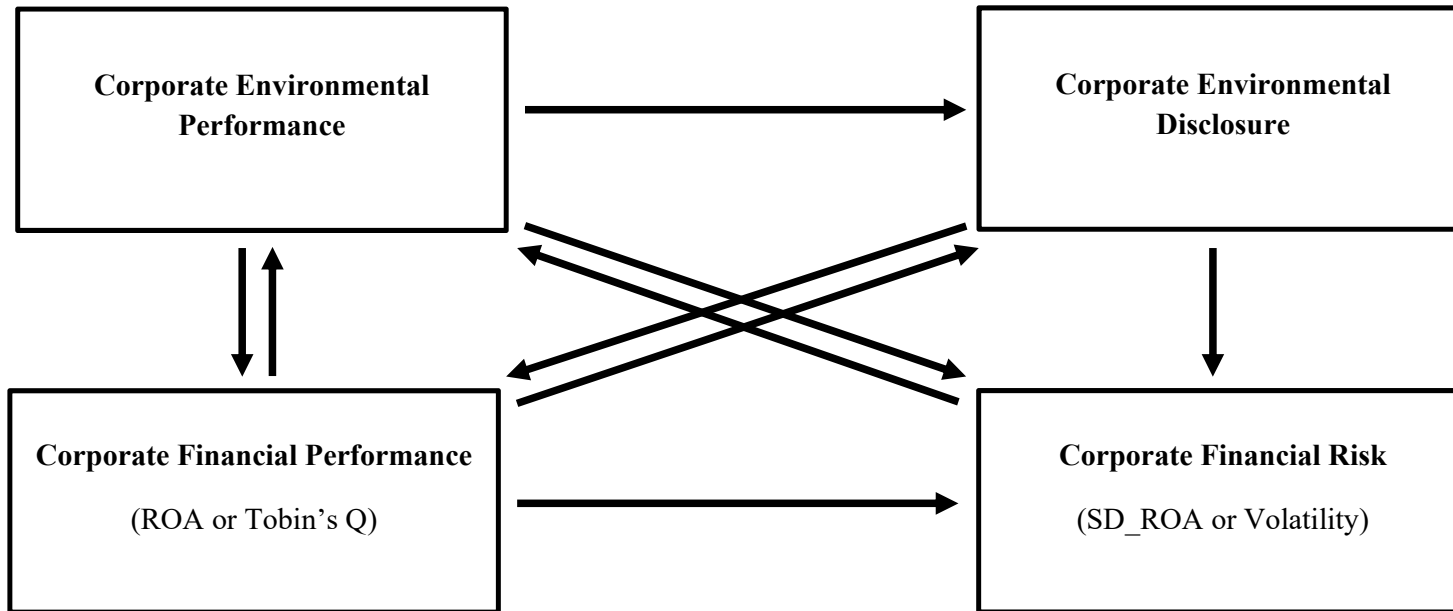 Corporate Environmental
Performance
Corporate Environmental
Disclosure
Corporate Financial Performance
(ROA or Tobin’s Q)
Corporate Financial Risk
(SD_ROA or Volatility)